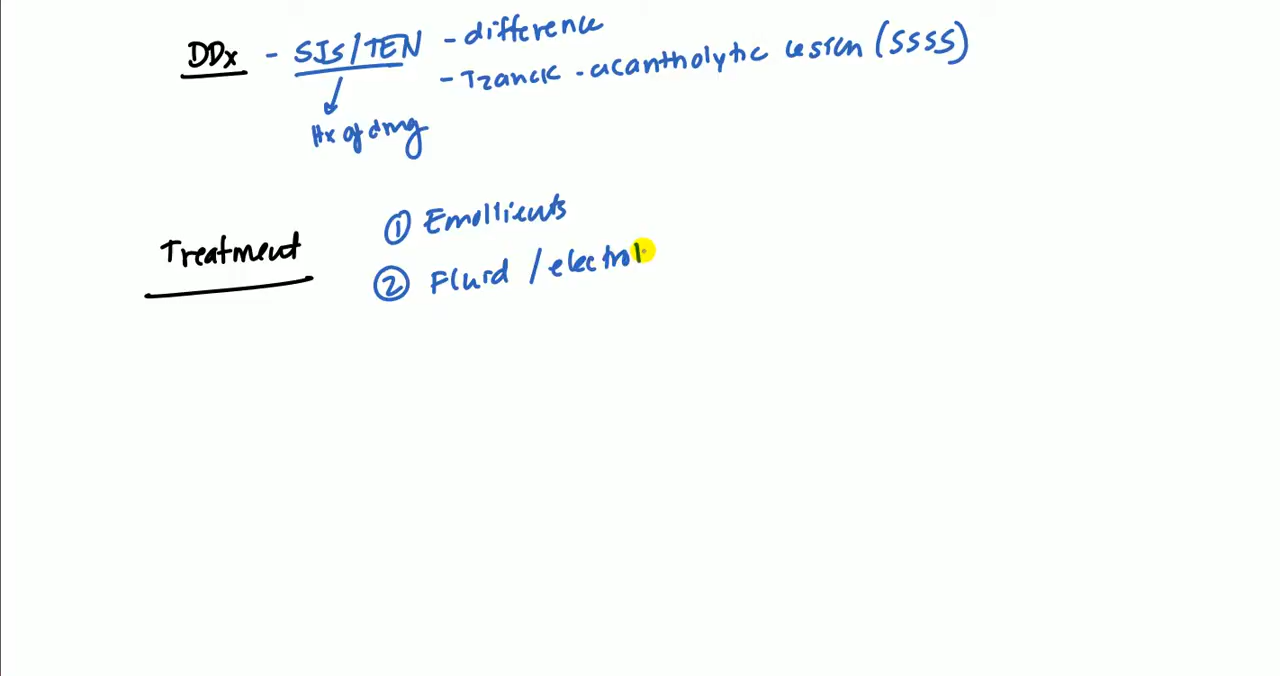 DDx - SJS/TEN - difference
- Tzanck - acantholytic lesion (SSSS)
Hx of drug
Treatment
① Emollients
② Fluid / electrol